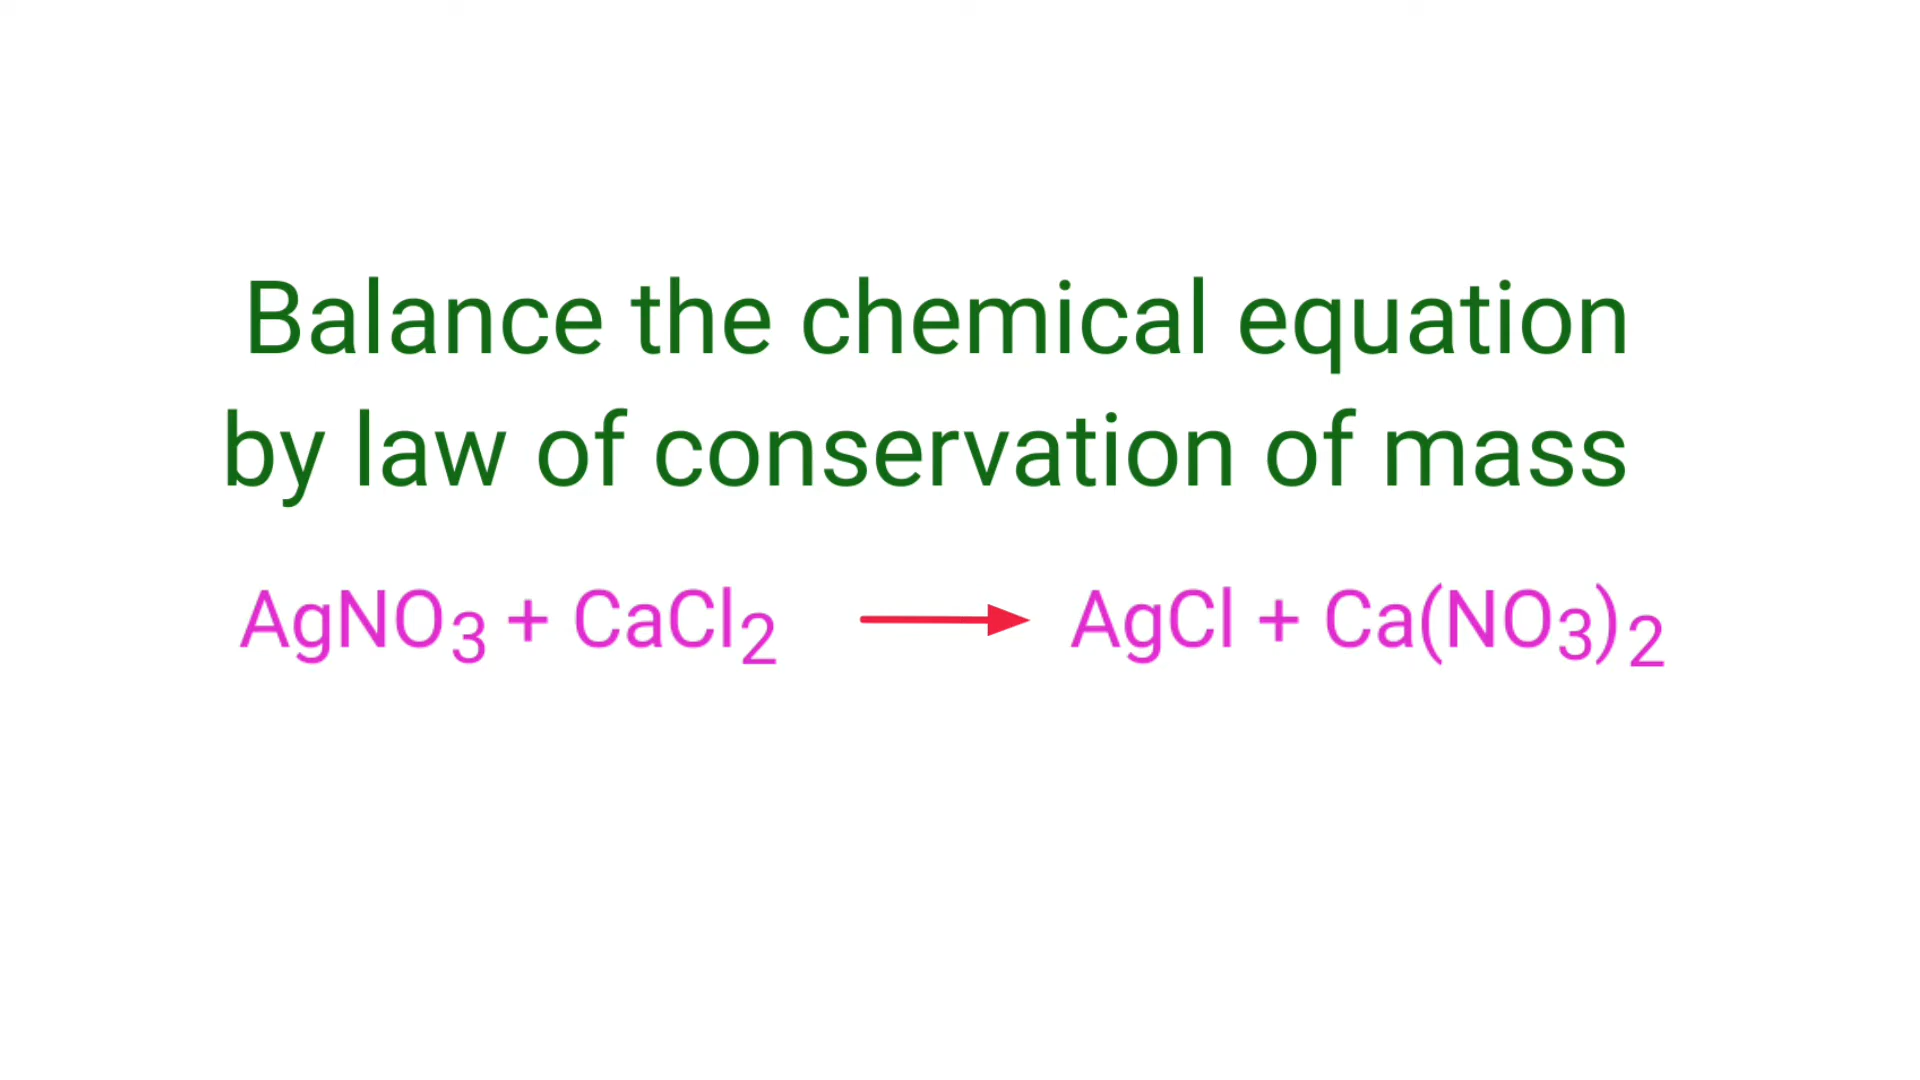 Balance the chemical equation
by law of conservation of mass
AgNO₃ + CaCl₂ → AgCl + Ca(NO₃)₂